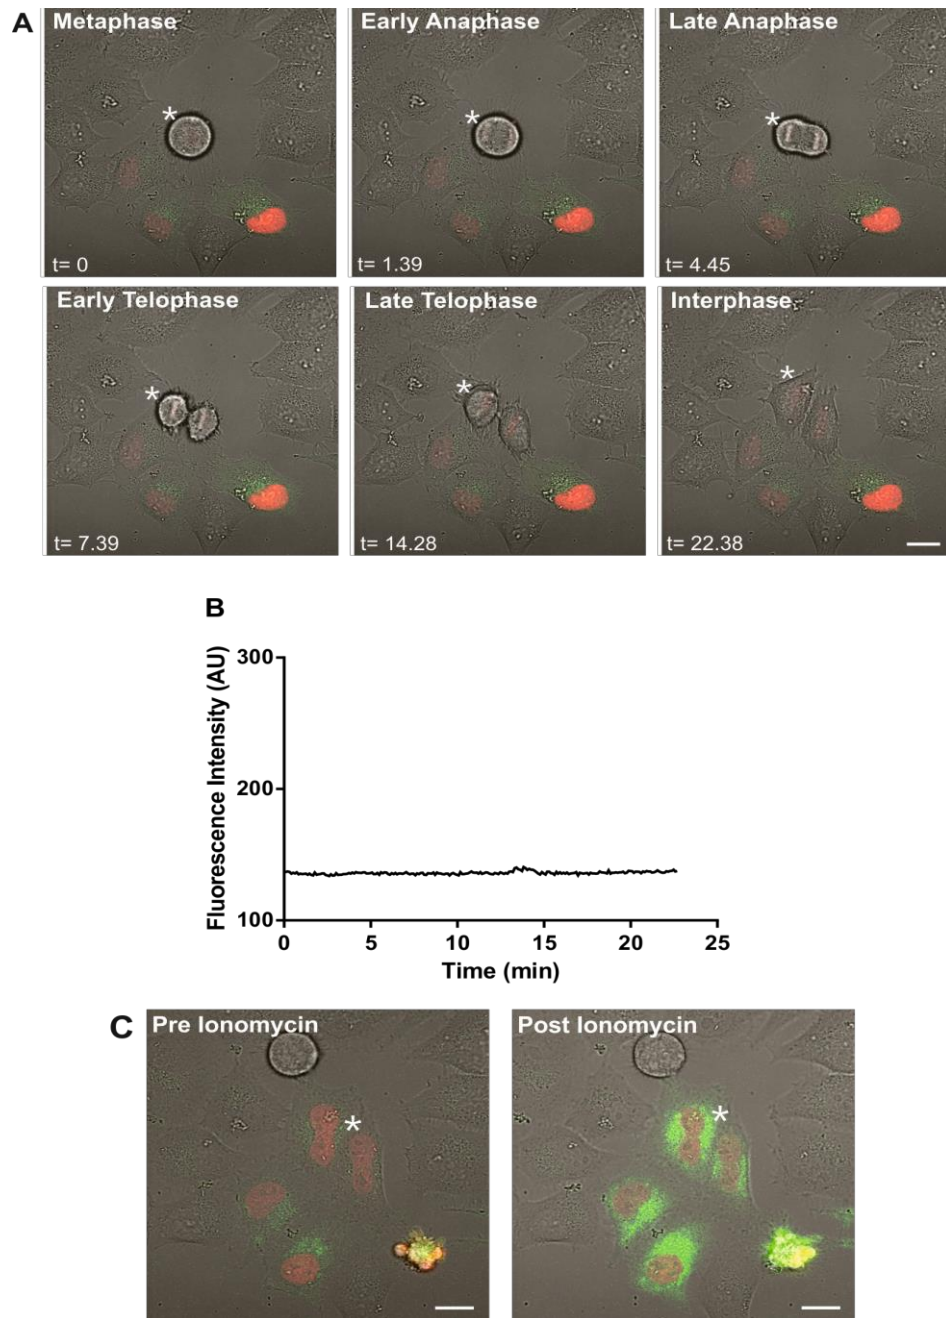 A
Metaphase
Early Anaphase
Late Anaphase
*
*
*
t= 0
t= 1.39
t= 4.45
Early Telophase
Late Telophase
Interphase
*
*
*
t= 7.39
t= 14.28
t= 22.38
B
Fluorescence Intensity (AU)
300
200
100
0
5
10
15
20
25
Time (min)
C
Pre Ionomycin
Post Ionomycin
*
*